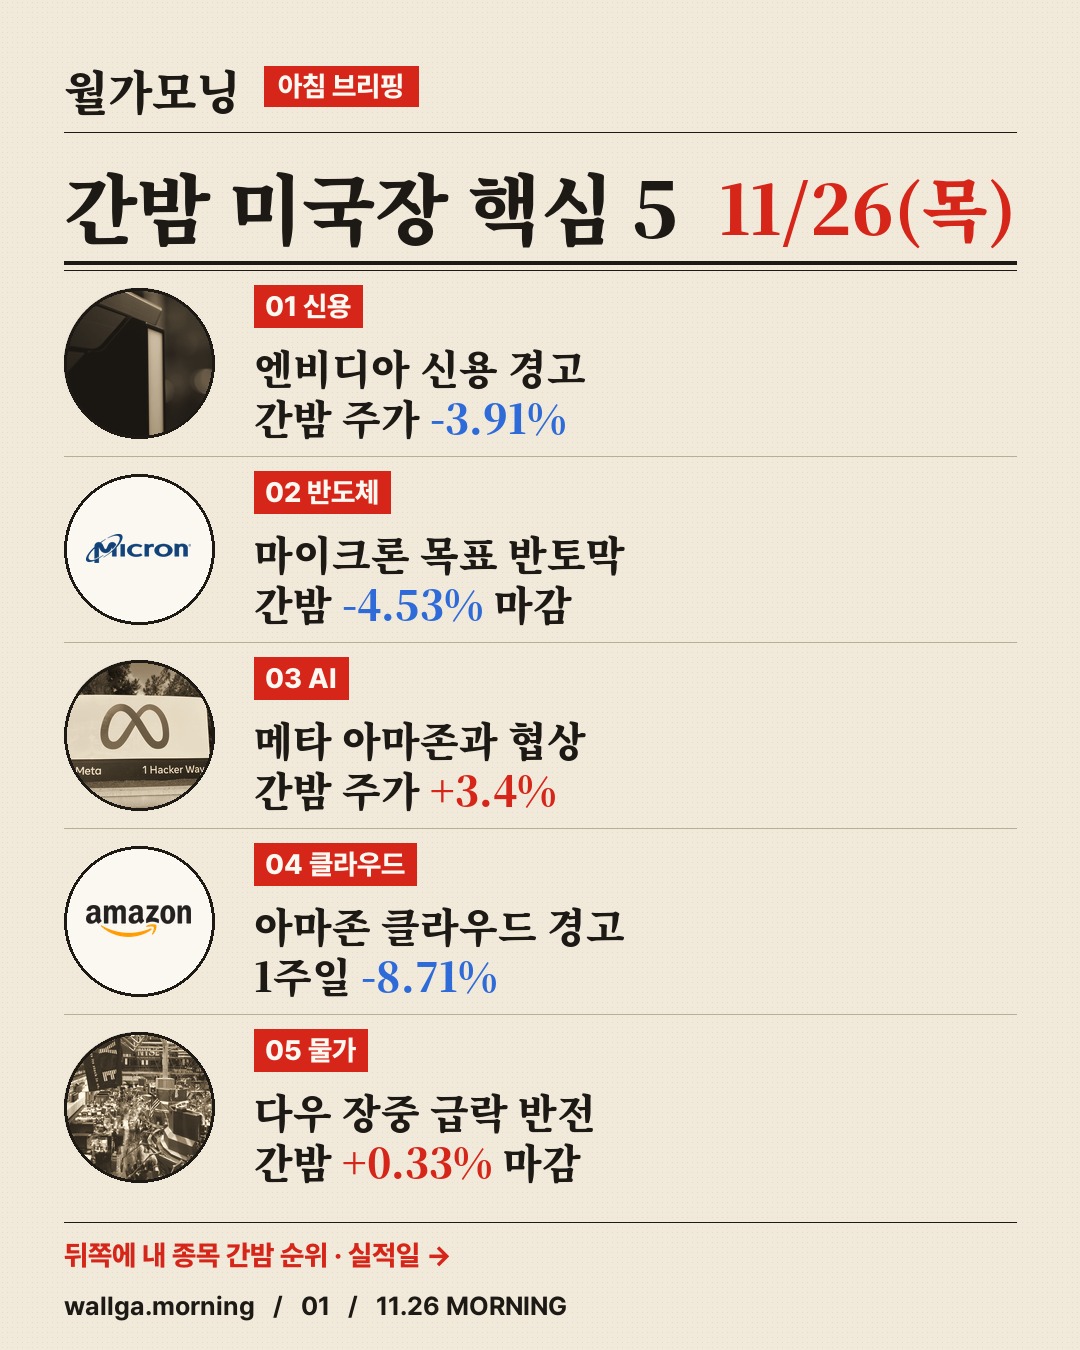 월가모닝 아침 브리핑
간밤 미국장 핵심 5 11/26(목)
01 신용
엔비디아 신용 경고
간밤 주가 -3.91%
Micron
02 반도체
마이크론 목표 반토막
간밤 -4.53% 마감
Meta 1 Hacker Way
03 AI
메타 아마존과 협상
간밤 주가 +3.4%
amazon
04 클라우드
아마존 클라우드 경고
1주일 -8.71%
05 물가
다우 장중 급락 반전
간밤 +0.33% 마감
뒤쪽에 내 종목 간밤 순위 · 실적일 →
wallga.morning / 01 / 11.26 MORNING